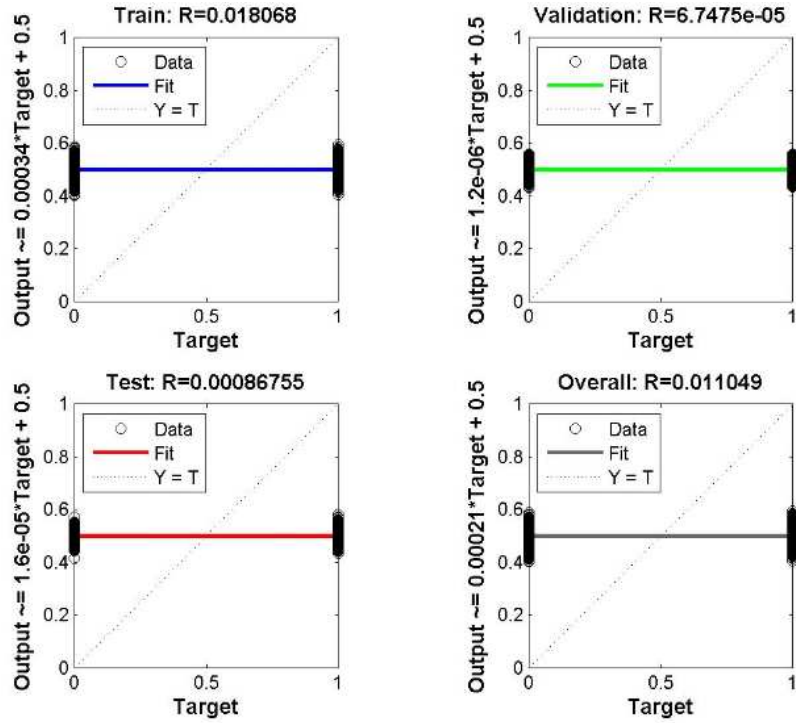 Train: R=0.018068
Output ~= 0.00034*Target + 0.5
1
0.8
0.6
0.4
0.2
0
Data
Fit
Y = T
0
0.5
1
Target
Validation: R=6.7475e-05
Output ~= 1.2e-06*Target + 0.5
1
0.8
0.6
0.4
0.2
0
Data
Fit
Y = T
0
0.5
1
Target
Test: R=0.00086755
Output ~= 1.6e-05*Target + 0.5
1
0.8
0.6
0.4
0.2
0
Data
Fit
Y = T
0
0.5
1
Target
Overall: R=0.011049
Output ~= 0.00021*Target + 0.5
1
0.8
0.6
0.4
0.2
0
Data
Fit
Y = T
0
0.5
1
Target